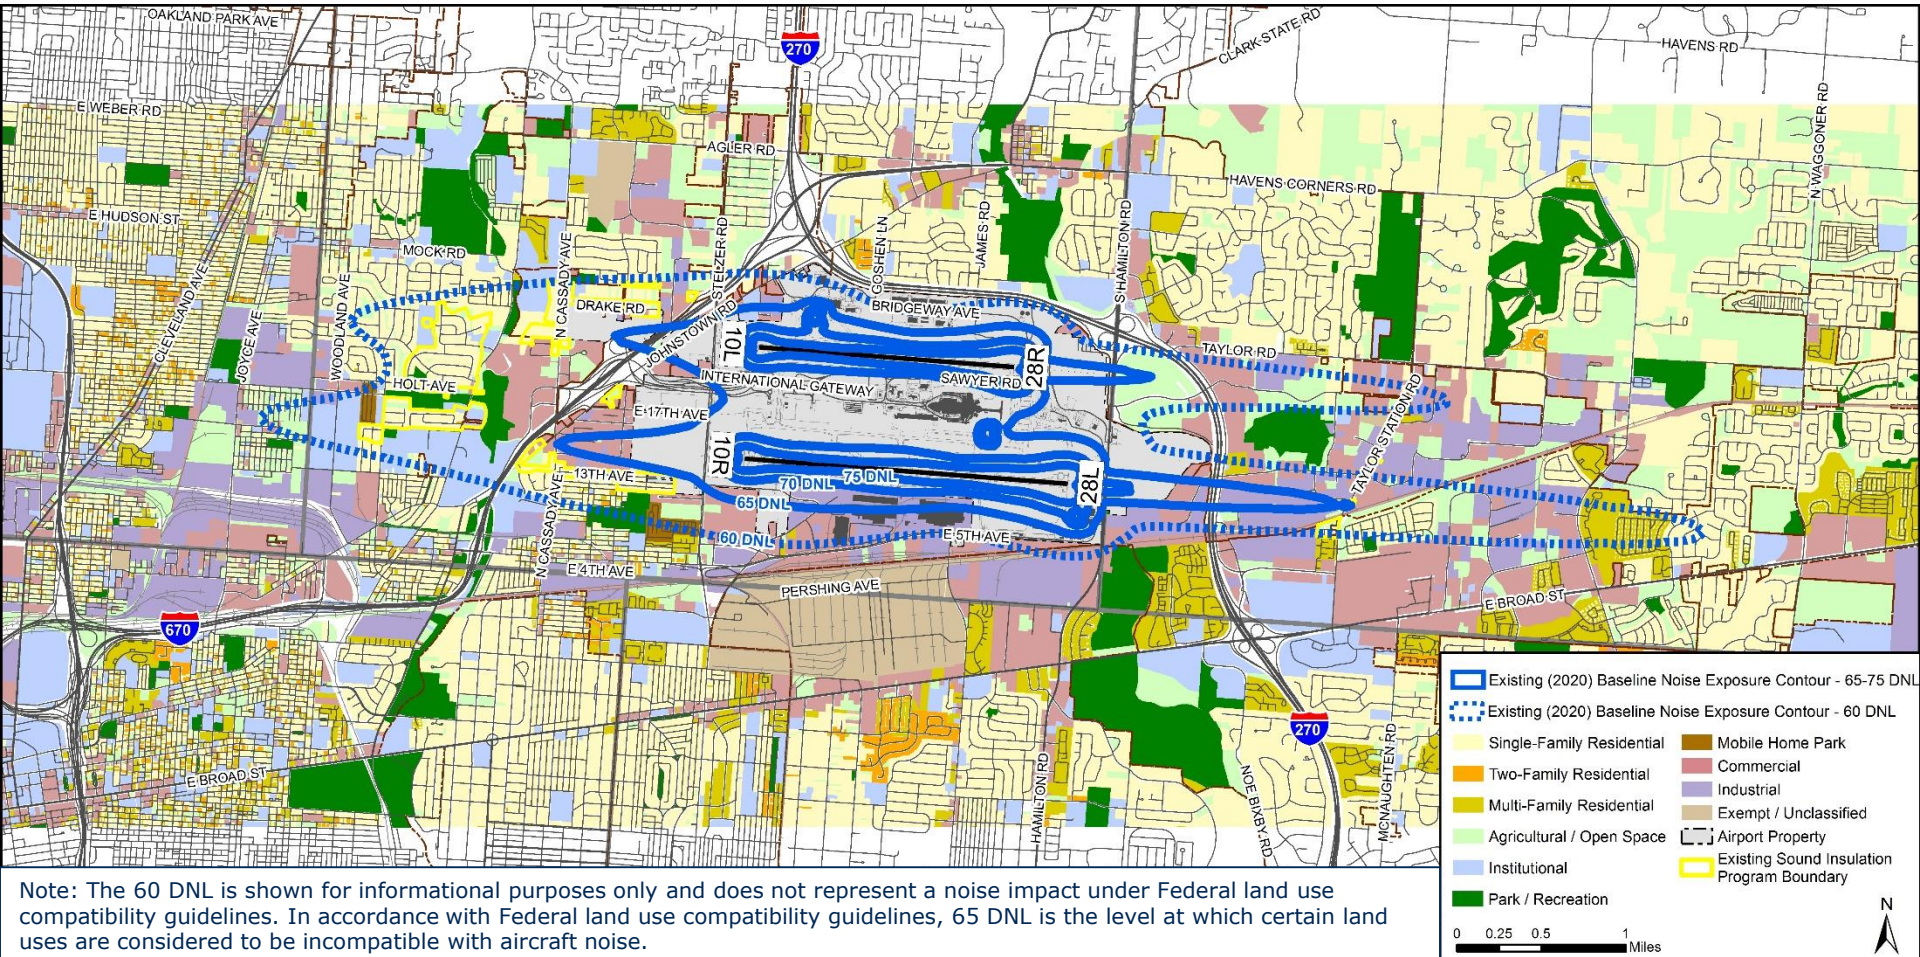 OAKLAND PARK AVE
270
CLARK STATE RD
HAVENS RD
E WEBER RD
N WAGGONER RD
AGLER RD
HAVENS CORNERS RD
E HUDSON ST
STELZER RD
GOSHEN LN
JAMES RD
S HAMILTON RD
MOCK RD
N CASSADY AVE
CLEVELAND AVE
JOYCE AVE
WOODLAND AVE
DRAKE RD
JOHNSTOWN RD
BRIDGEWAY AVE
10L
28R
TAYLOR RD
HOLT AVE
INTERNATIONAL GATEWAY
SAWYER RD
TAYLOR STATION RD
E 17TH AVE
10R
28L
13TH AVE
70 DNL
75 DNL
65 DNL
60 DNL
E 5TH AVE
N CASSADY AVE
E 4TH AVE
PERSHING AVE
E BROAD ST
670
E BROAD ST
HAMILTON RD
NOE BIXBY RD
270
MCNAUGHTEN RD
Existing (2020) Baseline Noise Exposure Contour - 65-75 DNL
Existing (2020) Baseline Noise Exposure Contour - 60 DNL
Single-Family Residential
Two-Family Residential
Multi-Family Residential
Agricultural / Open Space
Institutional
Park / Recreation
Mobile Home Park
Commercial
Industrial
Exempt / Unclassified
Airport Property
Existing Sound Insulation
Program Boundary
0 0.25 0.5 1
Miles
N
Note: The 60 DNL is shown for informational purposes only and does not represent a noise impact under Federal land use
compatibility guidelines. In accordance with Federal land use compatibility guidelines, 65 DNL is the level at which certain land
uses are considered to be incompatible with aircraft noise.